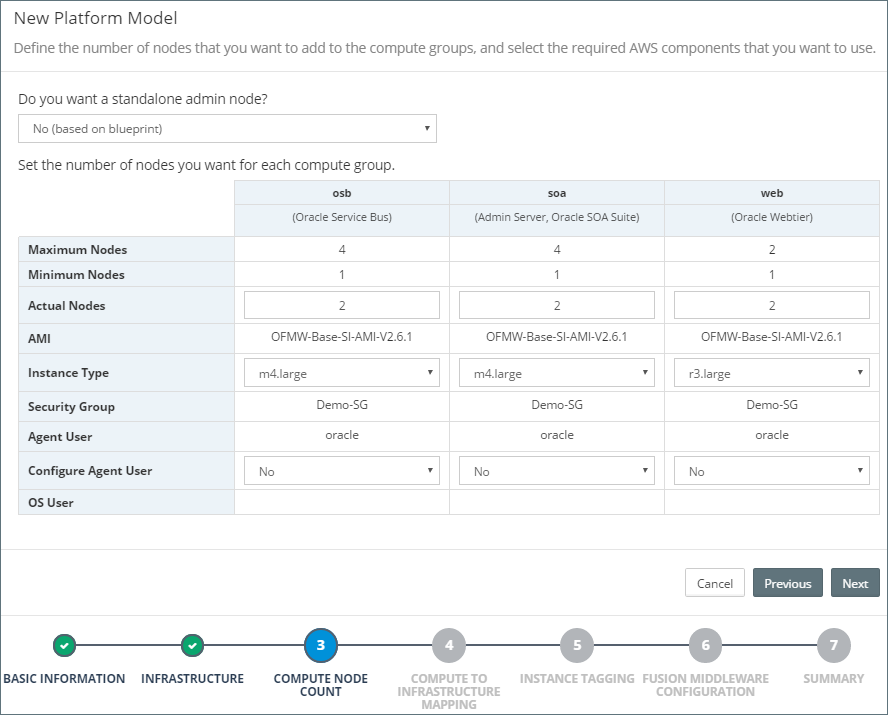 New Platform Model
Define the number of nodes that you want to add to the compute groups, and select the required AWS components that you want to use.
Do you want a standalone admin node?
No (based on blueprint)
Set the number of nodes you want for each compute group.
osb soa web
(Oracle Service Bus) (Admin Server, Oracle SOA Suite) (Oracle Webtier)
Maximum Nodes 4 4 2
Minimum Nodes 1 1 1
Actual Nodes 2 2 2
AMI OFMW-Base-SI-AMI-V2.6.1 OFMW-Base-SI-AMI-V2.6.1 OFMW-Base-SI-AMI-V2.6.1
Instance Type m4.large m4.large r3.large
Security Group Demo-SG Demo-SG Demo-SG
Agent User oracle oracle oracle
Configure Agent User No No No
OS User
Cancel Previous Next
3 4 5 6 7
BASIC INFORMATION INFRASTRUCTURE COMPUTE NODE COMPUTE TO INSTANCE TAGGING FUSION MIDDLEWARE SUMMARY
COUNT INFRASTRUCTURE CONFIGURATION
MAPPING